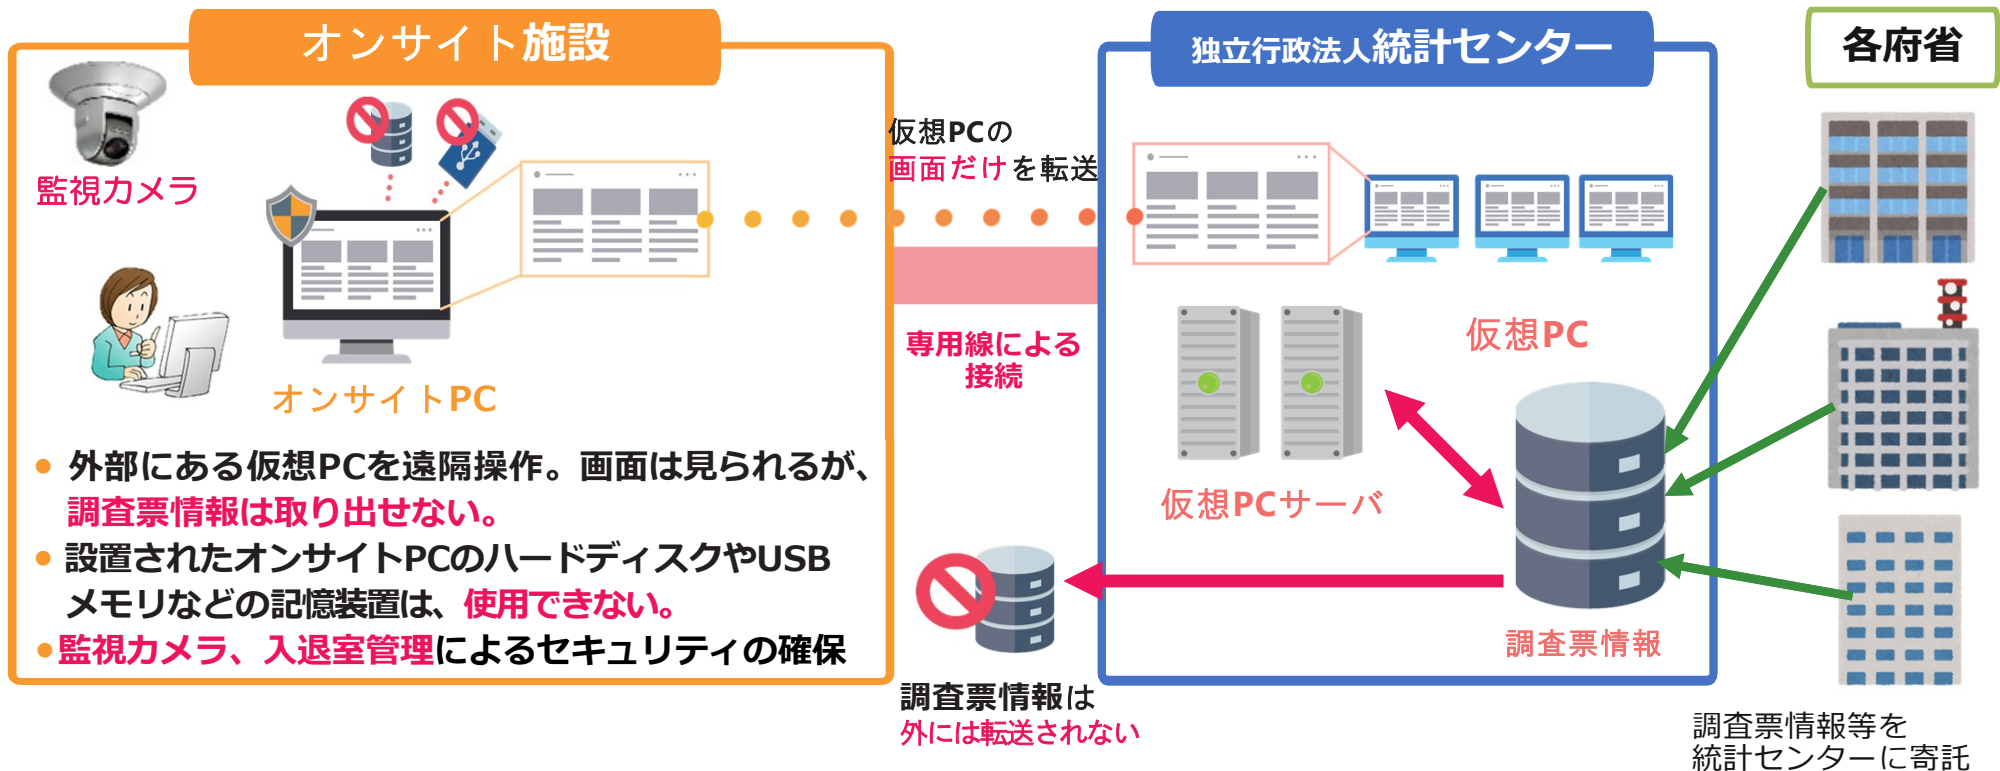 オンサイト施設
監視カメラ
オンサイトPC
外部にある仮想PCを遠隔操作。画面は見られるが、
調査票情報は取り出せない。
設置されたオンサイトPCのハードディスクやUSB
メモリなどの記憶装置は、使用できない。
監視カメラ、入退室管理によるセキュリティの確保
仮想PCの
画面だけを転送
専用線による
接続
調査票情報は
外には転送されない
独立行政法人統計センター
仮想PC
仮想PCサーバ
調査票情報
各府省
調査票情報等を
統計センターに寄託